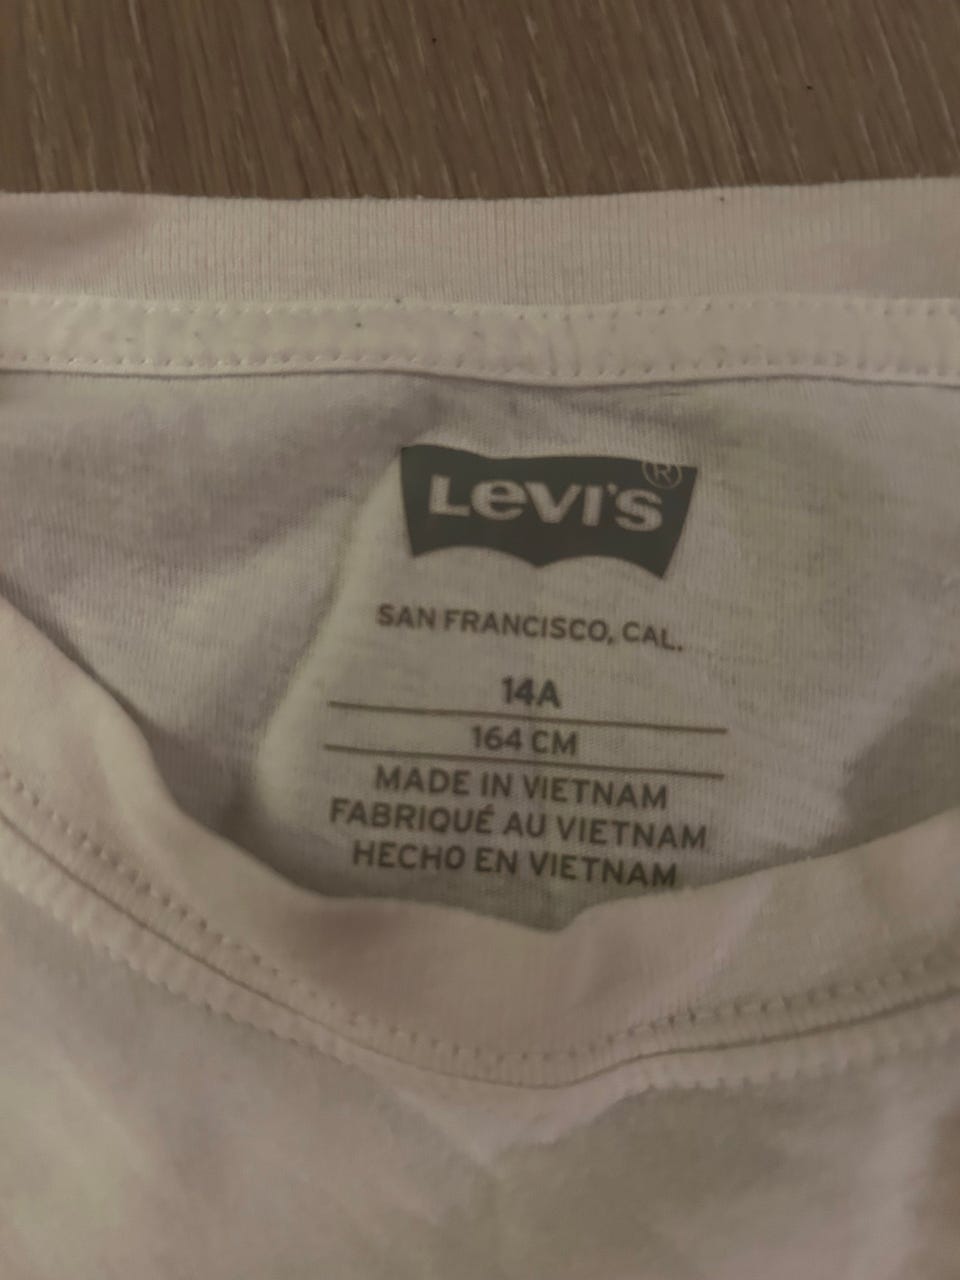 Levi's®
SAN FRANCISCO, CAL.
14A
164 CM
MADE IN VIETNAM
FABRIQUÉ AU VIETNAM
HECHO EN VIETNAM